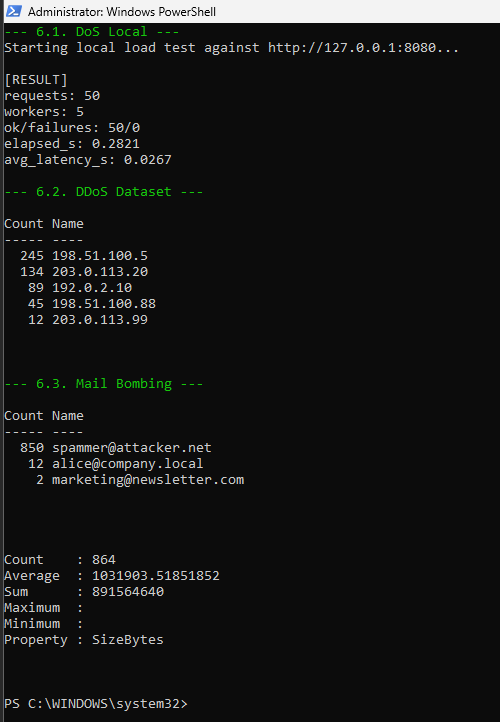 Administrator: Windows PowerShell
--- 6.1. DoS Local ---
Starting local load test against http://127.0.0.1:8080...
[RESULT]
requests: 50
workers: 5
ok/failures: 50/0
elapsed_s: 0.2821
avg_latency_s: 0.0267
--- 6.2. DDoS Dataset ---
Count Name
----- ----
245 198.51.100.5
134 203.0.113.20
89 192.0.2.10
45 198.51.100.88
12 203.0.113.99
--- 6.3. Mail Bombing ---
Count Name
----- ----
850 spammer@attacker.net
12 alice@company.local
2 marketing@newsletter.com
Count    : 864
Average  : 1031903.51851852
Sum      : 891564640
Maximum  :
Minimum  :
Property : SizeBytes
PS C:\WINDOWS\system32>